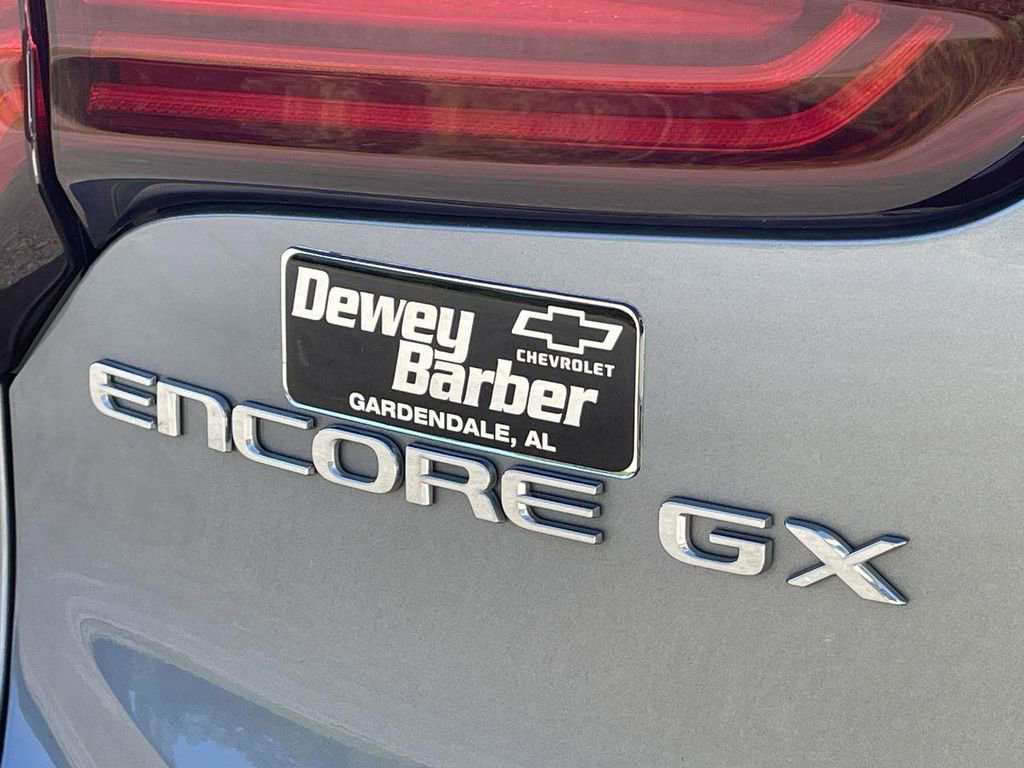 Dewey
Barber
CHEVROLET
GARDENDALE, AL
ENCORE GX